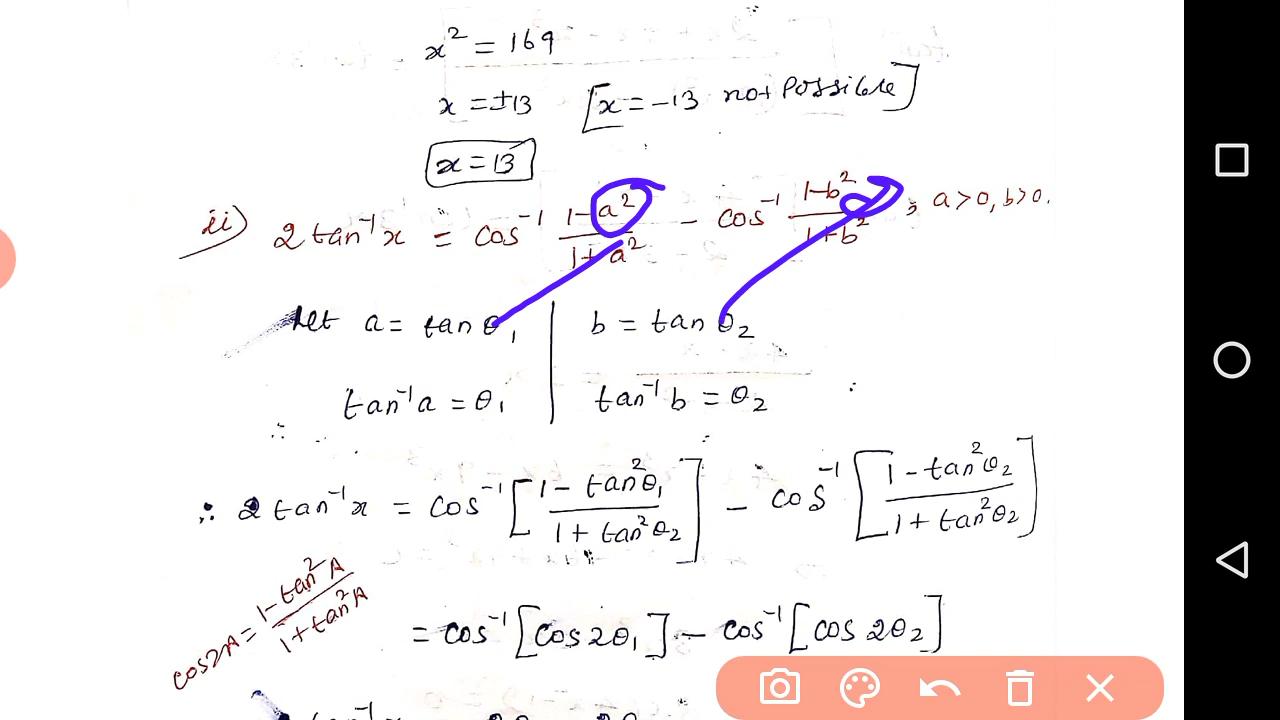 x² = 169
x = ±13 [x = -13 not possible]
x = 13
ii) 2 tan⁻¹x = cos⁻¹ (1-a²)/(1+a²) - cos⁻¹ (1-b²)/(1+b²) ; a>0, b>0.
Let a = tan θ₁ | b = tan θ₂
tan⁻¹a = θ₁ | tan⁻¹b = θ₂
∴ 2 tan⁻¹x = cos⁻¹[(1 - tan²θ₁)/(1 + tan²θ₂)] - cos⁻¹[(1 - tan²θ₂)/(1 + tan²θ₂)]
cos2A = (1-tan²A)/(1+tan²A)
= cos⁻¹[cos 2θ₁] - cos⁻¹[cos 2θ₂]